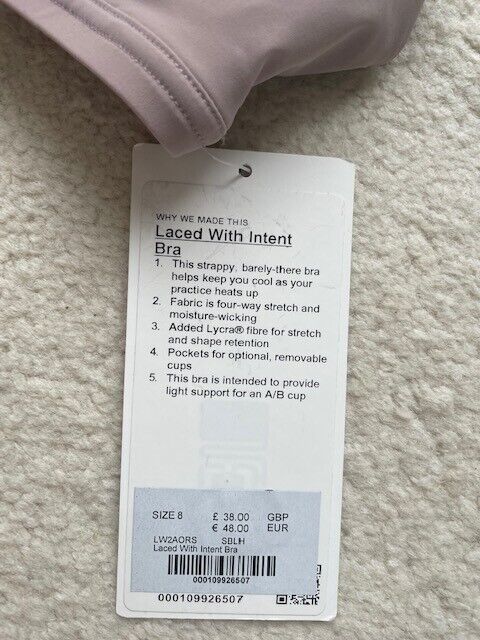 WHY WE MADE THIS
Laced With Intent
Bra
1. This strappy, barely-there bra
helps keep you cool as your
practice heats up
2. Fabric is four-way stretch and
moisture-wicking
3. Added Lycra® fibre for stretch
and shape retention
4. Pockets for optional, removable
cups
5. This bra is intended to provide
light support for an A/B cup
SIZE 8 £ 38.00 GBP
€ 48.00 EUR
LW2AORS SBLH
Laced With Intent Bra
000109926507
000109926507